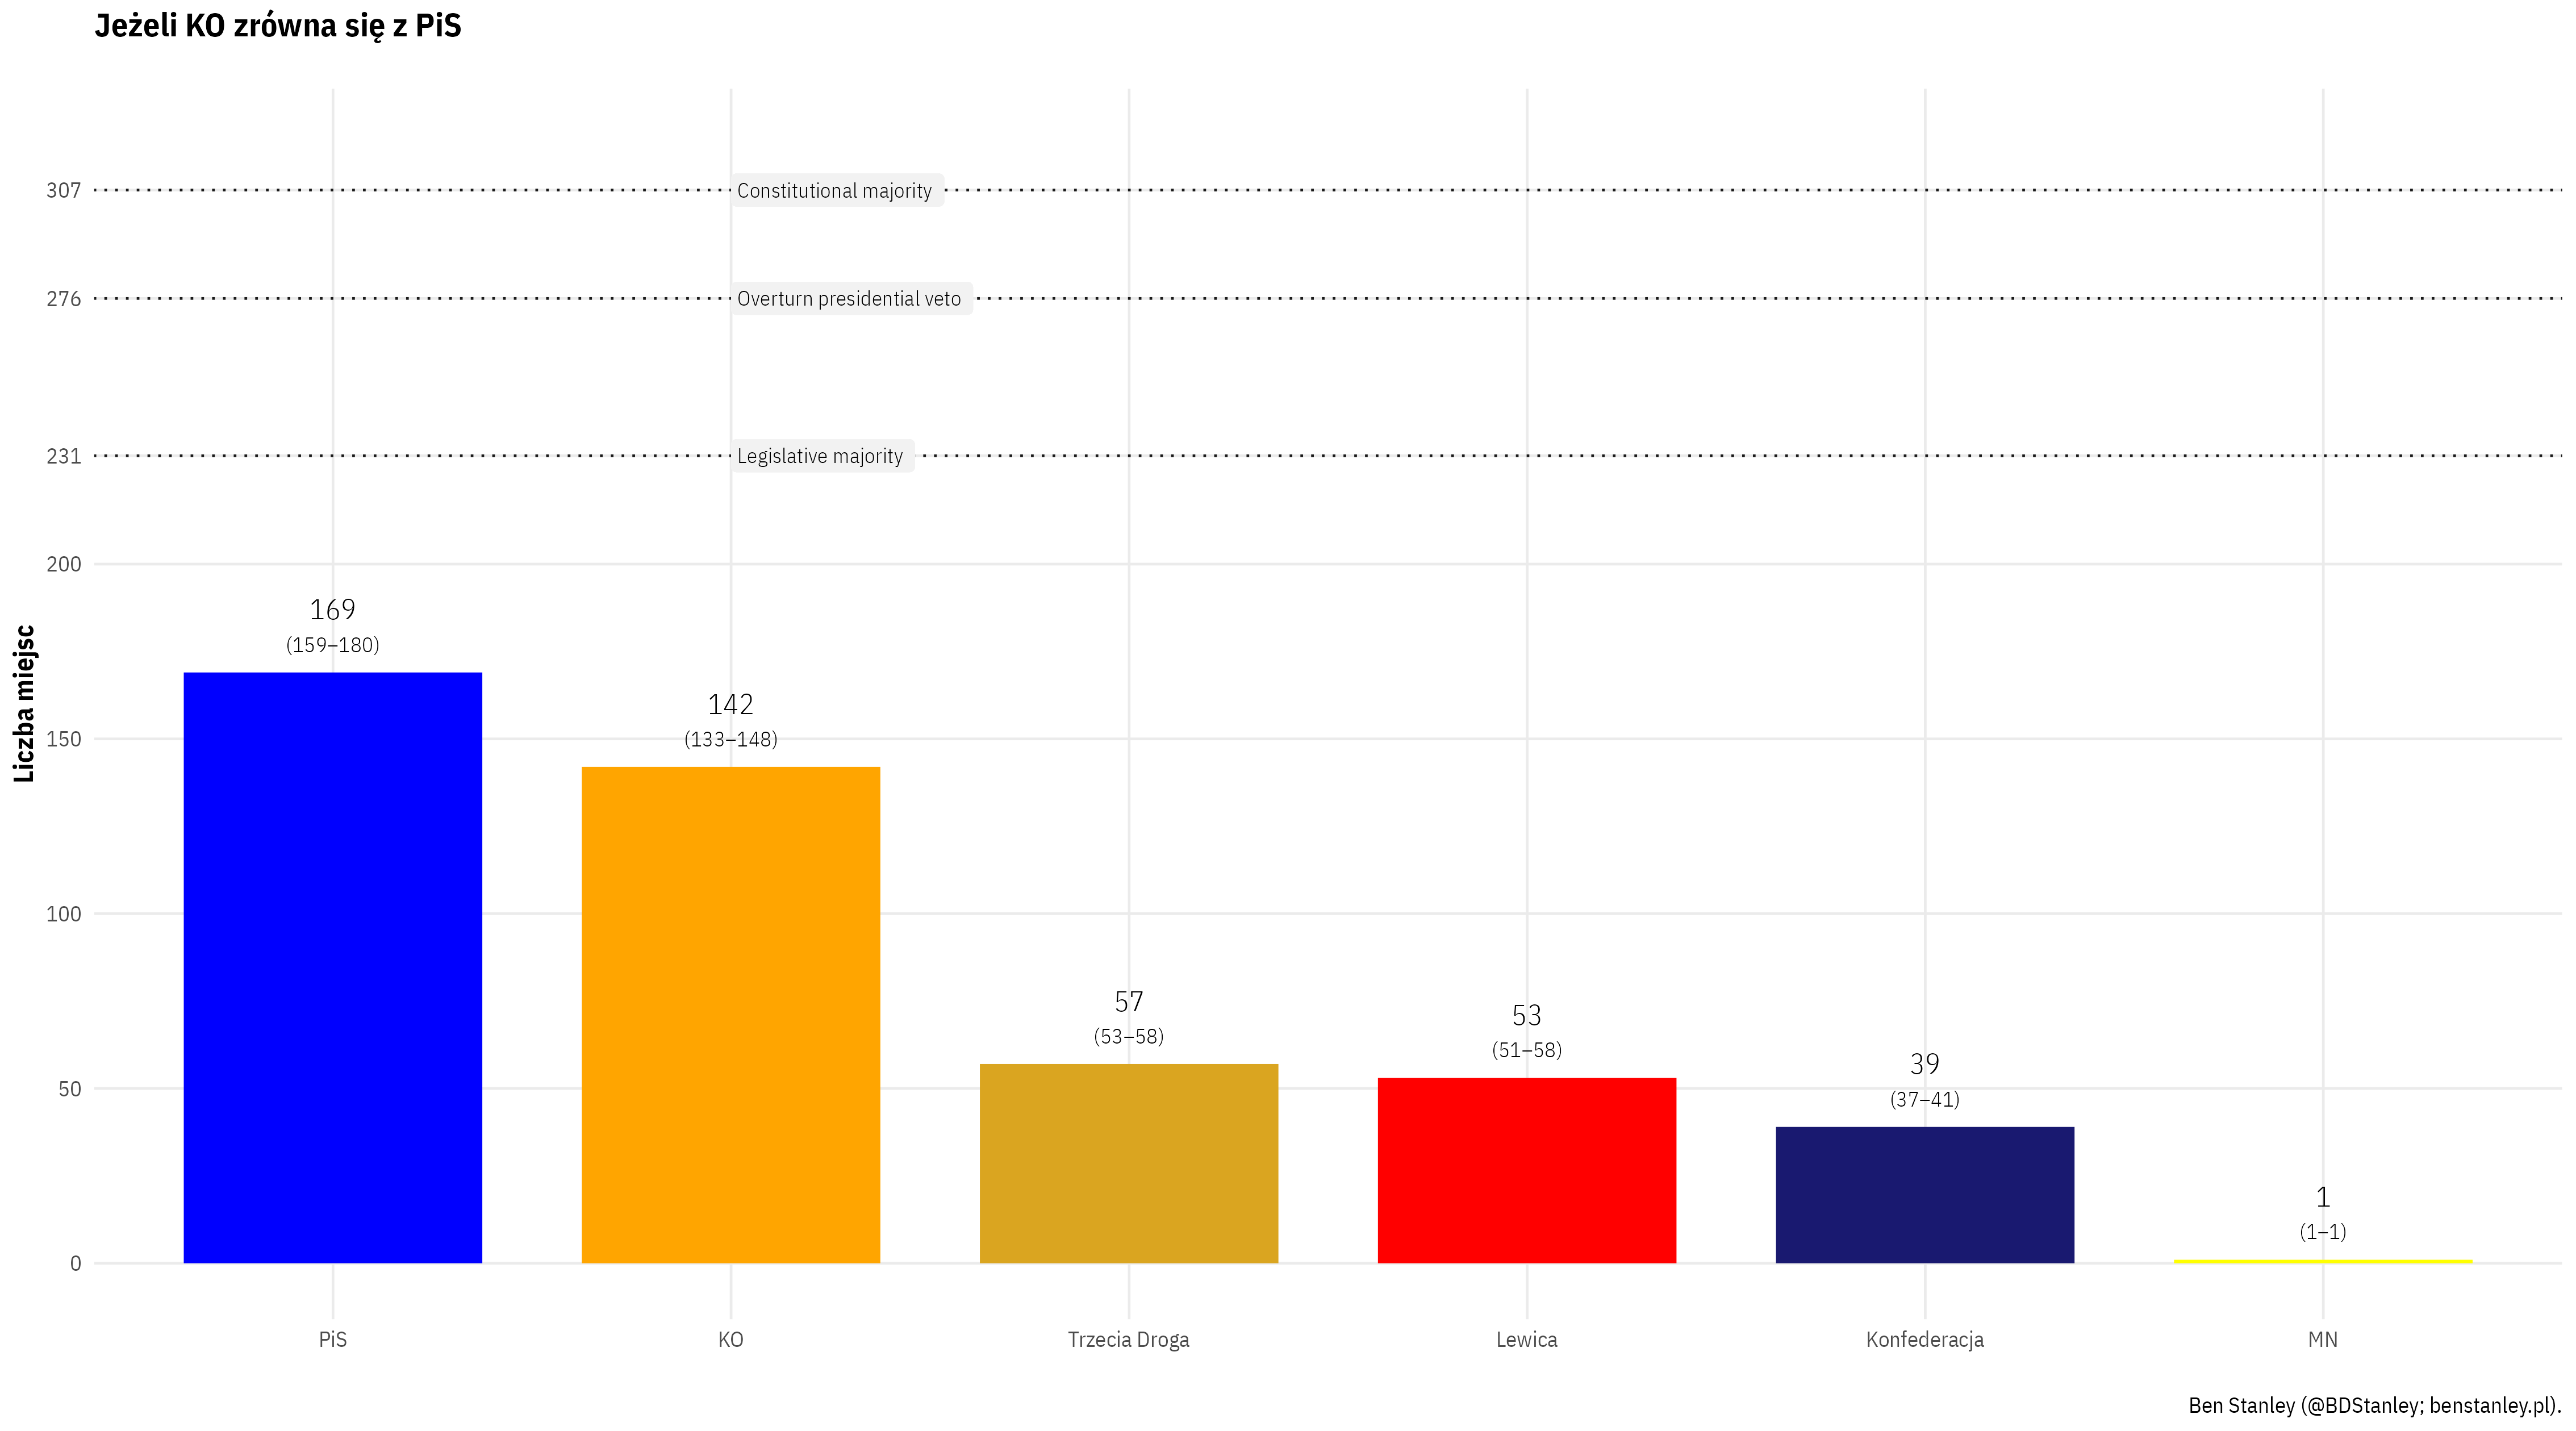 Jeżeli KO zrówna się z PiS
Liczba miejsc
307
Constitutional majority
276
Overturn presidential veto
231
Legislative majority
200
150
100
50
0
169
(159–180)
142
(133–148)
57
(53–58)
53
(51–58)
39
(37–41)
1
(1–1)
PiS
KO
Trzecia Droga
Lewica
Konfederacja
MN
Ben Stanley (@BDStanley; benstanley.pl).